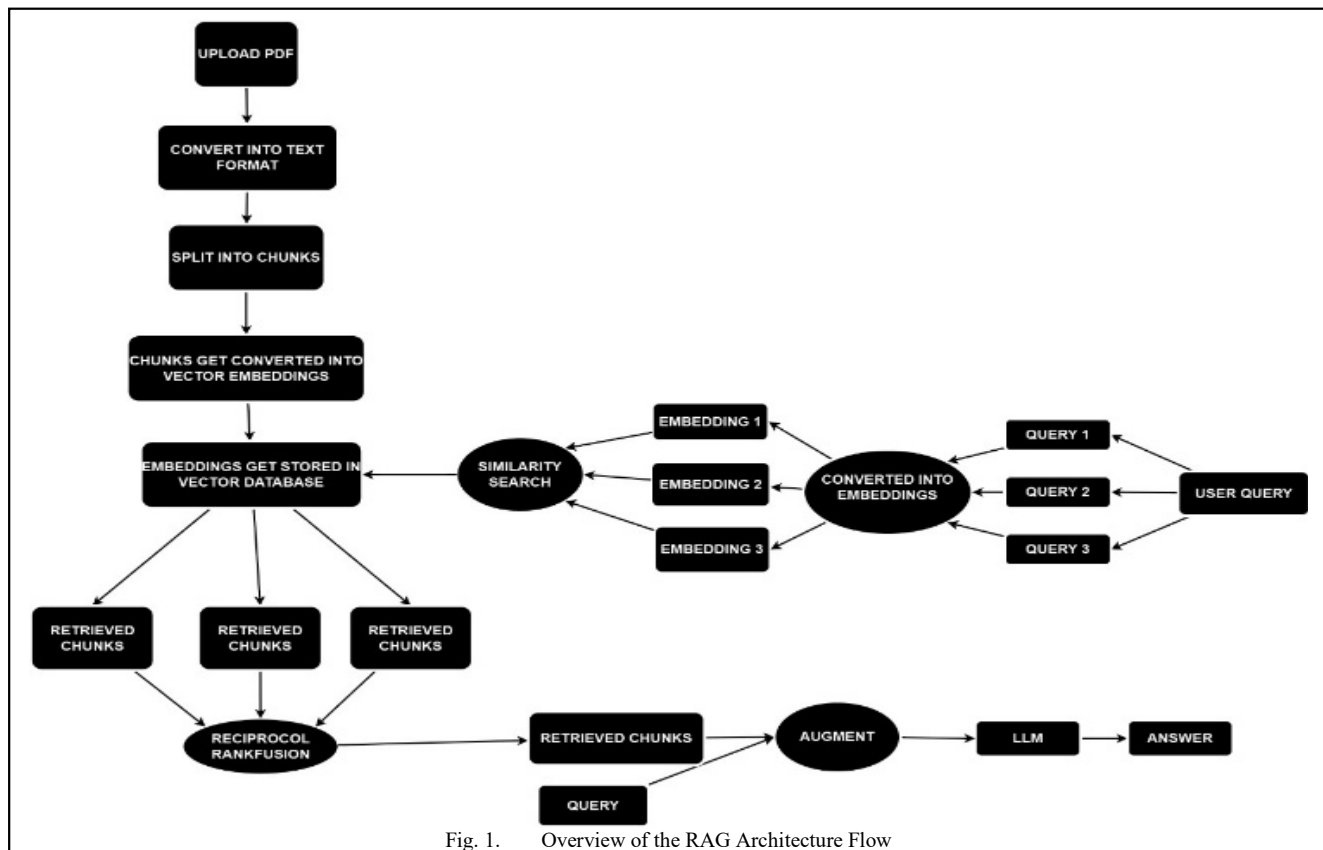 UPLOAD PDF
CONVERT INTO TEXT
FORMAT
SPLIT INTO CHUNKS
CHUNKS GET CONVERTED INTO
VECTOR EMBEDDINGS
EMBEDDINGS GET STORED IN
VECTOR DATABASE
SIMILARITY
SEARCH
EMBEDDING 1
EMBEDDING 2
EMBEDDING 3
CONVERTED INTO
EMBEDDINGS
QUERY 1
QUERY 2
QUERY 3
USER QUERY
RETRIEVED
CHUNKS
RETRIEVED
CHUNKS
RETRIEVED
CHUNKS
RECIPROCOL
RANKFUSION
RETRIEVED CHUNKS
QUERY
AUGMENT
LLM
ANSWER
Fig. 1. Overview of the RAG Architecture Flow